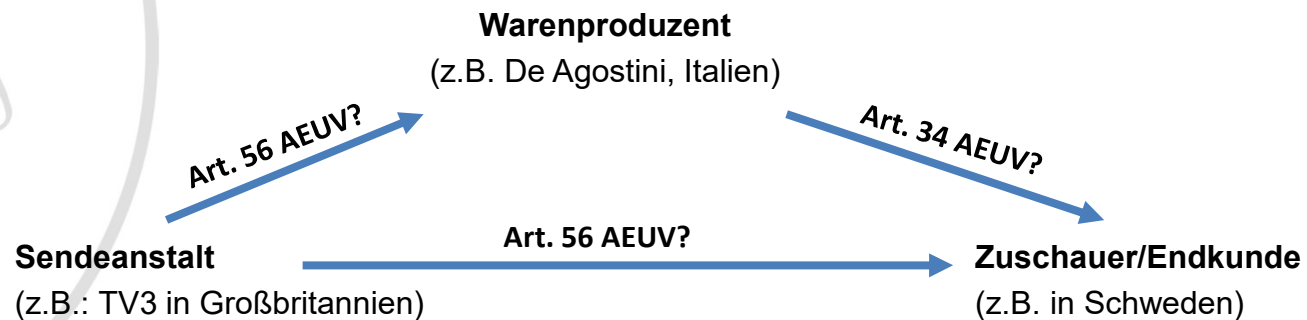 Warenproduzent
(z.B. De Agostini, Italien)
Art. 56 AEUV?
Art. 34 AEUV?
Art. 56 AEUV?
Sendeanstalt
(z.B.: TV3 in Großbritannien)
Zuschauer/Endkunde
(z.B. in Schweden)